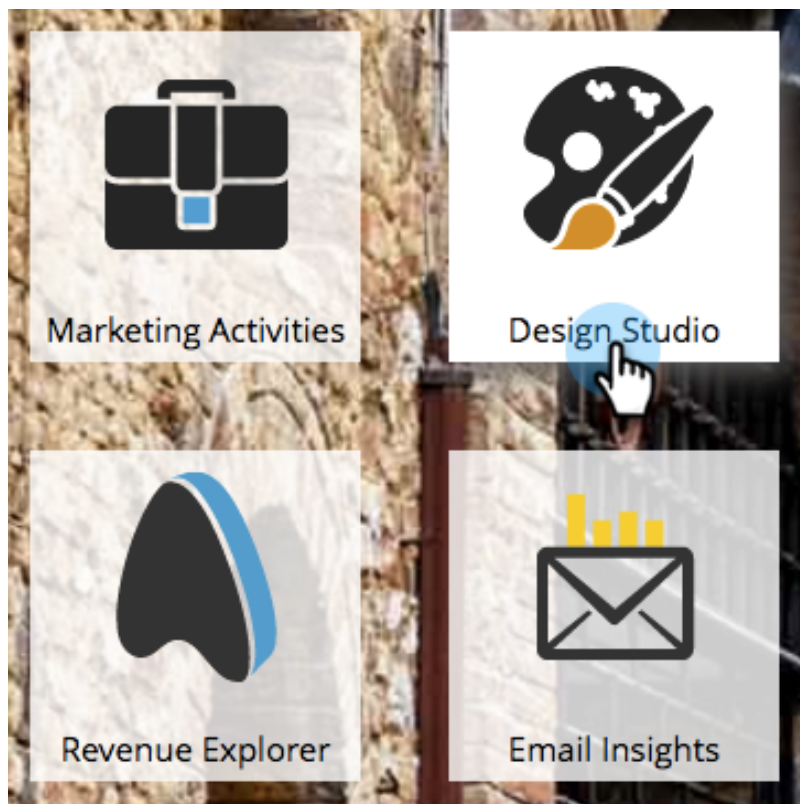 Marketing Activities
Design Studio
Revenue Explorer
Email Insights